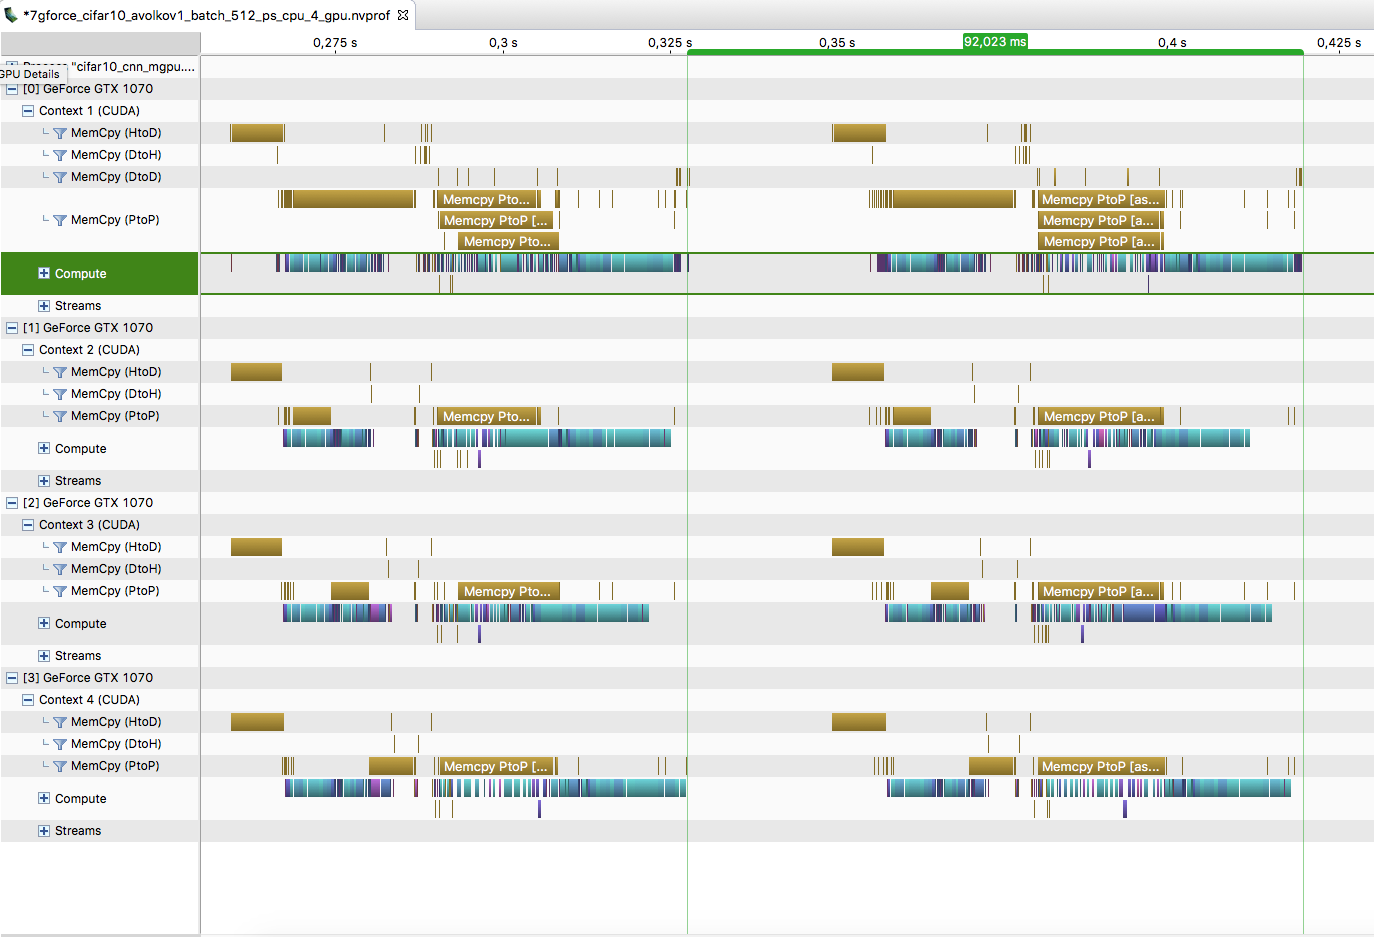 *7gforce_cifar10_avolkov1_batch_512_ps_cpu_4_gpu.nvprof
0,275 s 0,3 s 0,325 s 0,35 s 92,023 ms 0,4 s 0,425 s
"cifar10_cnn_mgpu....
GPU Details
[0] GeForce GTX 1070
Context 1 (CUDA)
MemCpy (HtoD)
MemCpy (DtoH)
MemCpy (DtoD)
Memcpy Pto... Memcpy PtoP [as...
MemCpy (PtoP) Memcpy PtoP [... Memcpy PtoP [a...
Memcpy Pto... Memcpy PtoP [a...
Compute
Streams
[1] GeForce GTX 1070
Context 2 (CUDA)
MemCpy (HtoD)
MemCpy (DtoH)
MemCpy (PtoP) Memcpy Pto... Memcpy PtoP [a...
Compute
Streams
[2] GeForce GTX 1070
Context 3 (CUDA)
MemCpy (HtoD)
MemCpy (DtoH)
MemCpy (PtoP) Memcpy Pto... Memcpy PtoP [a...
Compute
Streams
[3] GeForce GTX 1070
Context 4 (CUDA)
MemCpy (HtoD)
MemCpy (DtoH)
MemCpy (PtoP) Memcpy PtoP [... Memcpy PtoP [as...
Compute
Streams